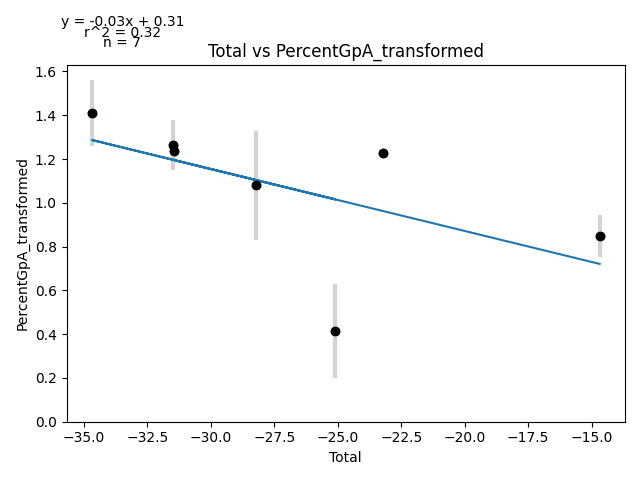 y = -0.03x + 0.31
r^2 = 0.32
n = 7
Total vs PercentGpA_transformed
PercentGpA_transformed
1.6
1.4
1.2
1.0
0.8
0.6
0.4
0.2
0.0
−35.0 −32.5 −30.0 −27.5 −25.0 −22.5 −20.0 −17.5 −15.0
Total